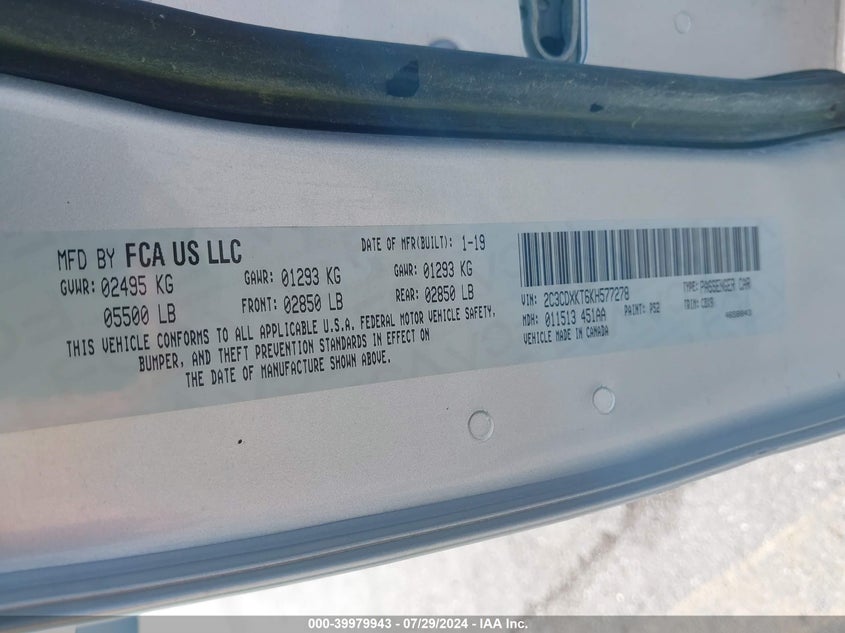 MFD BY FCA US LLC
DATE OF MFR(BUILT): 1-19
GVWR: 02495 KG
05500 LB
GAWR: 01293 KG
FRONT: 02850 LB
GAWR: 01293 KG
REAR: 02850 LB
THIS VEHICLE CONFORMS TO ALL APPLICABLE U.S.A. FEDERAL MOTOR VEHICLE SAFETY,
BUMPER, AND THEFT PREVENTION STANDARDS IN EFFECT ON
THE DATE OF MANUFACTURE SHOWN ABOVE.
VIN: 2C3CDXKT6KH577278
TYPE: PASSENGER CAR
MDH: 011513 451AA
PAINT: PS2
TRIM: CDX9
VEHICLE MADE IN CANADA
4650043
000-39979943 / 07/29/2024 - IAA Inc.